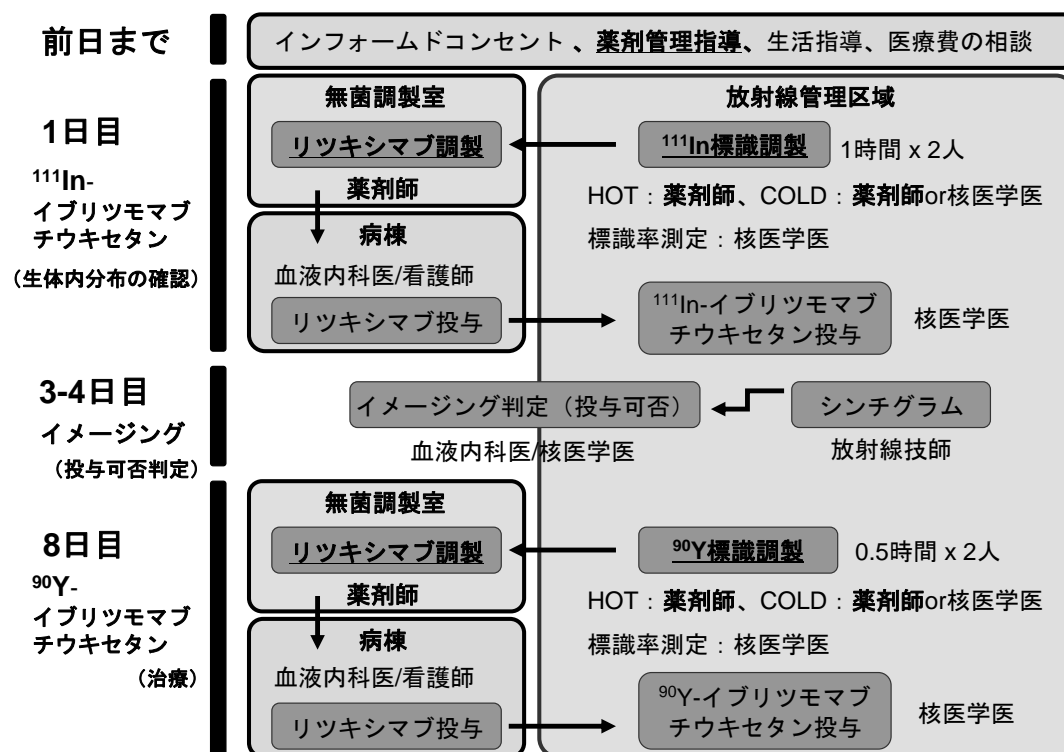 前日まで
インフォームドコンセント 、薬剤管理指導、生活指導、医療費の相談
1日目
111In-
イブリツモマブ
チウキセタン
（生体内分布の確認）
無菌調製室
リツキシマブ調製
薬剤師
病棟
血液内科医/看護師
リツキシマブ投与
放射線管理区域
111In標識調製
1時間 x 2人
HOT：薬剤師、COLD：薬剤師or核医学医
標識率測定：核医学医
111In-イブリツモマブ
チウキセタン投与
核医学医
3-4日目
イメージング
（投与可否判定）
イメージング判定（投与可否）
血液内科医/核医学医
シンチグラム
放射線技師
8日目
90Y-
イブリツモマブ
チウキセタン
（治療）
無菌調製室
リツキシマブ調製
薬剤師
病棟
血液内科医/看護師
リツキシマブ投与
90Y標識調製
0.5時間 x 2人
HOT：薬剤師、COLD：薬剤師or核医学医
標識率測定：核医学医
90Y-イブリツモマブ
チウキセタン投与
核医学医